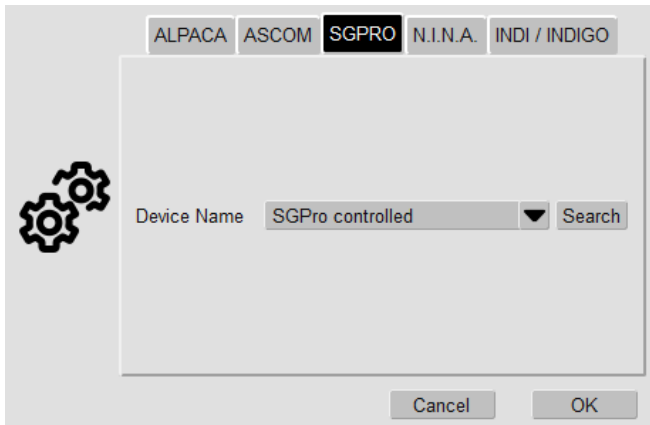 ALPACA ASCOM SGPRO N.I.N.A. INDI / INDIGO
Device Name SGPro controlled Search
Cancel OK